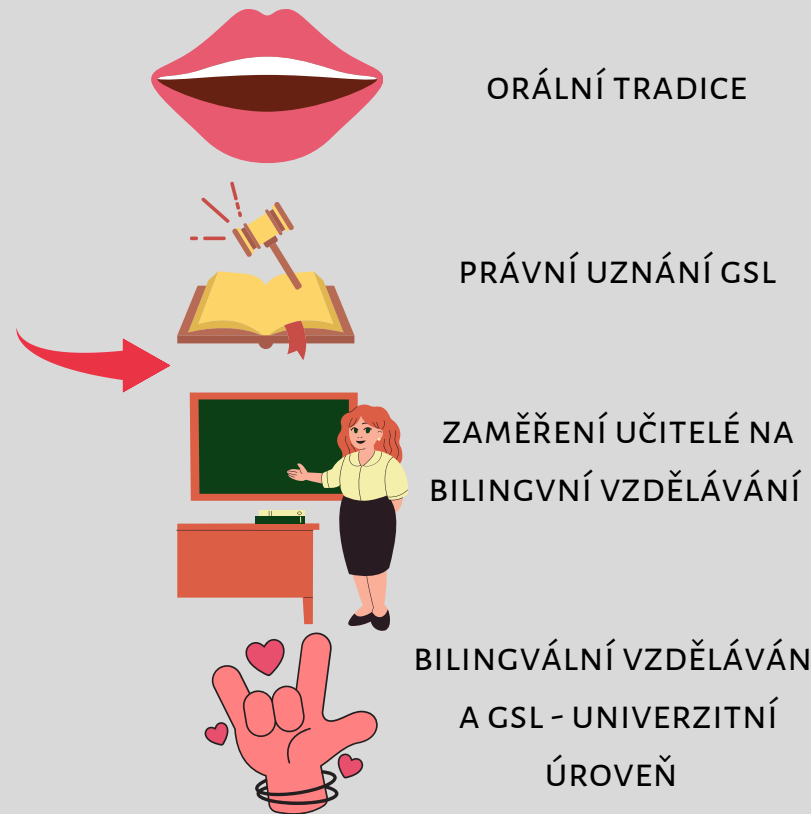 ORÁLNÍ TRADICE
PRÁVNÍ UZNÁNÍ GSL
ZAMĚŘENÍ UČITELÉ NA
BILINGVNÍ VZDĚLÁVÁNÍ
BILINGVÁLNÍ VZDĚLÁVÁN
A GSL - UNIVERZITNÍ
ÚROVEŇ